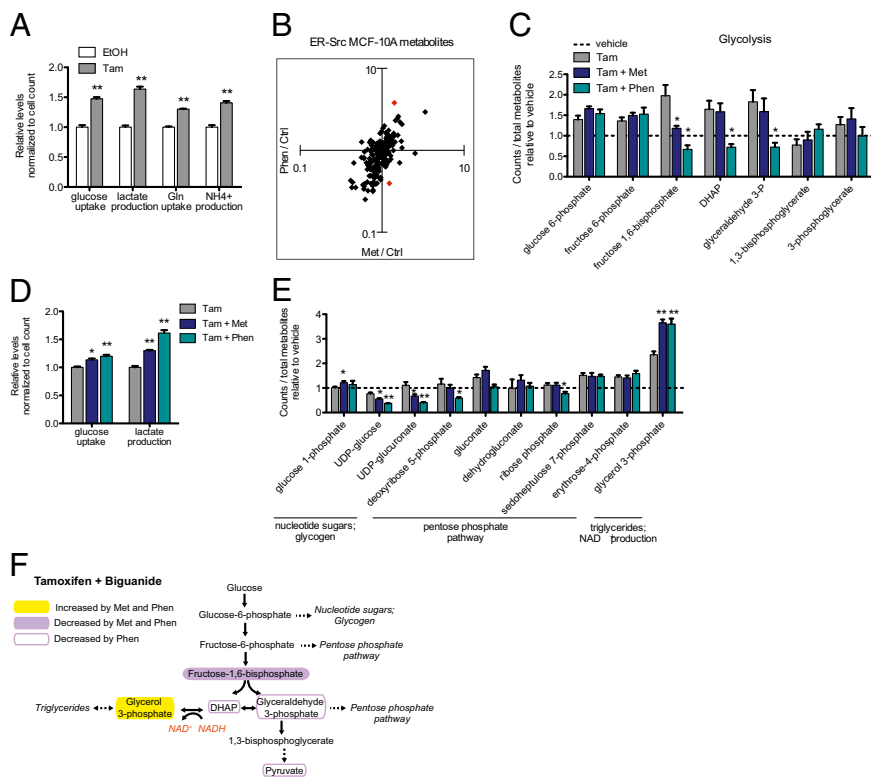 A
EtOH
Tam
Relative levels
normalized to cell count
2.0
1.5
1.0
0.5
0
**
**
**
**
glucose
uptake
lactate
production
Gln
uptake
NH4+
production
B
ER-Src MCF-10A metabolites
10
Phen / Ctrl
0.1
10
0.1
Met / Ctrl
C
Glycolysis
vehicle
Tam
Tam + Met
Tam + Phen
Counts / total metabolites
relative to vehicle
2.5
2.0
1.5
1.0
0.5
0
*
*
*
*
glucose 6-phosphate
fructose 6-phosphate
fructose 1,6-bisphosphate
DHAP
glyceraldehyde 3-P
1,3-bisphosphoglycerate
3-phosphoglycerate
D
Tam
Tam + Met
Tam + Phen
Relative levels
normalized to cell count
2.0
1.5
1.0
0.5
0
*
**
**
**
glucose
uptake
lactate
production
E
Counts / total metabolites
relative to vehicle
4
2
1
0
*
*
**
*
**
*
*
**
**
glucose 1-phosphate
UDP-glucose
UDP-glucuronate
deoxyribose 5-phosphate
gluconate
dehydrogluconate
ribose phosphate
sedoheptulose 7-phosphate
erythrose-4-phosphate
glycerol 3-phosphate
nucleotide sugars;
glycogen
pentose phosphate
pathway
triglycerides;
NAD+ production
F
Tamoxifen + Biguanide
Increased by Met and Phen
Decreased by Met and Phen
Decreased by Phen
Glucose
Glucose-6-phosphate
Nucleotide sugars;
Glycogen
Fructose-6-phosphate
Pentose phosphate
pathway
Fructose-1,6-bisphosphate
Triglycerides
Glycerol
3-phosphate
DHAP
Glyceraldehyde
3-phosphate
Pentose phosphate
pathway
NAD+ NADH
1,3-bisphosphoglycerate
Pyruvate